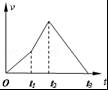 v
O t₁ t₂ t₃ t